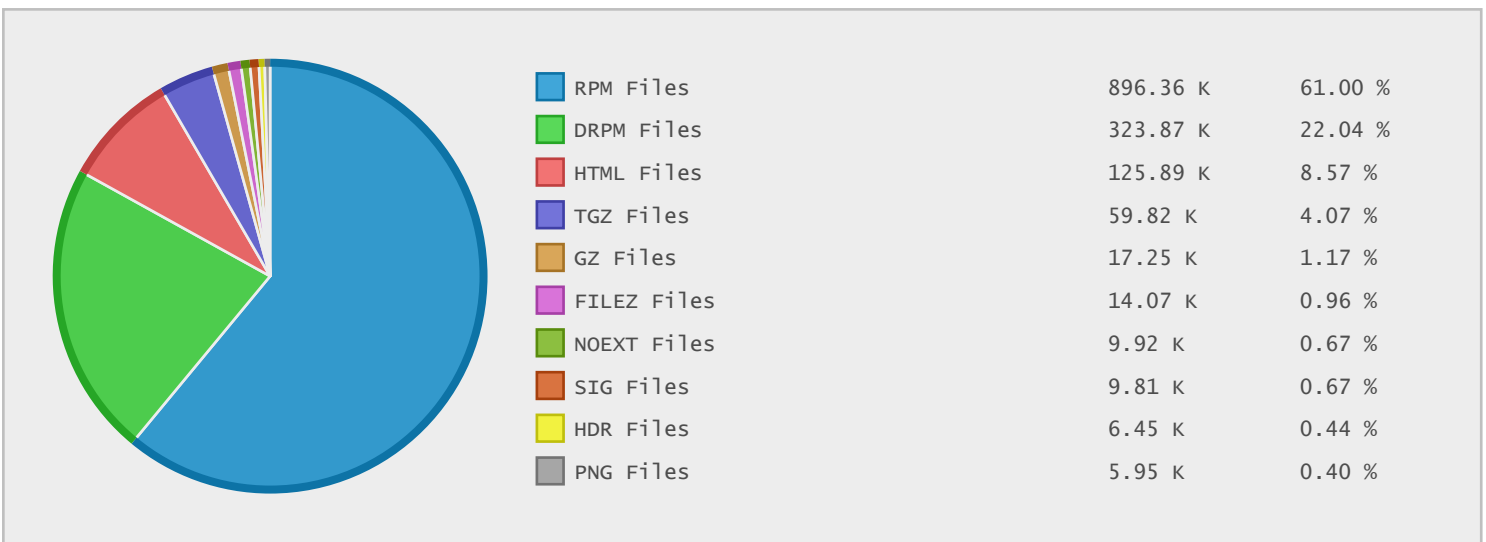 RPM Files 896.36 K 61.00 %
DRPM Files 323.87 K 22.04 %
HTML Files 125.89 K 8.57 %
TGZ Files 59.82 K 4.07 %
GZ Files 17.25 K 1.17 %
FILEZ Files 14.07 K 0.96 %
NOEXT Files 9.92 K 0.67 %
SIG Files 9.81 K 0.67 %
HDR Files 6.45 K 0.44 %
PNG Files 5.95 K 0.40 %